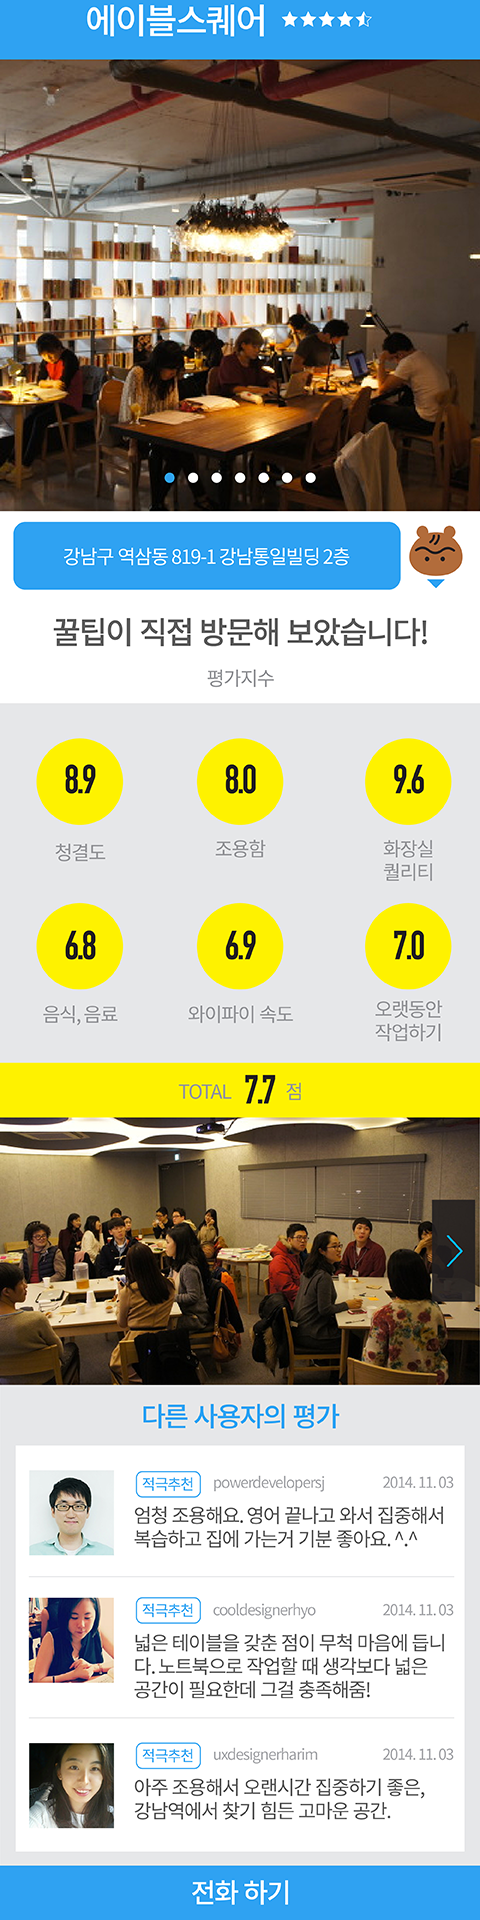 에이블스퀘어
강남구 역삼동 819-1 강남통일빌딩 2층
꿀팁이 직접 방문해 보았습니다!
평가지수
8.9 8.0 9.6
청결도 조용함 화장실
퀄리티
6.8 6.9 7.0
음식, 음료 와이파이 속도 오랫동안
작업하기
TOTAL 7.7 점
다른 사용자의 평가
적극추천 powerdevelopersj 2014. 11. 03
엄청 조용해요. 영어 끝나고 와서 집중해서
복습하고 집에 가는거 기분 좋아요. ^.^
적극추천 cooldesignerhyo 2014. 11. 03
넓은 테이블을 갖춘 점이 무척 마음에 듭니
다. 노트북으로 작업할 때 생각보다 넓은
공간이 필요한데 그걸 충족해줌!
적극추천 uxdesignerharim 2014. 11. 03
아주 조용해서 오랜시간 집중하기 좋은,
강남역에서 찾기 힘든 고마운 공간.
전화 하기